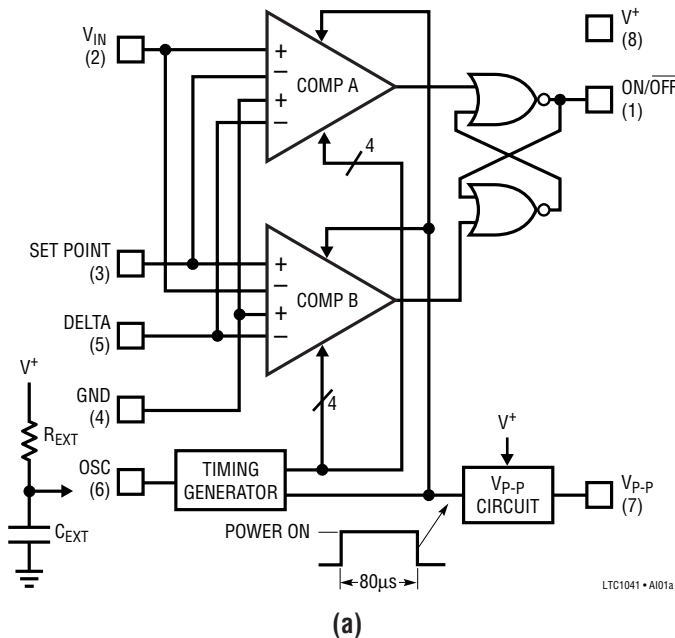 V+
(8)
VIN
(2)
+
−
+
−
COMP A
ON/OFF
(1)
4
SET POINT
(3)
+
−
+
−
COMP B
DELTA
(5)
V+
GND
(4)
4
REXT
V+
OSC
(6)
TIMING
GENERATOR
VP-P
CIRCUIT
VP-P
(7)
CEXT
POWER ON
80µs
LTC1041 • AI01a
(a)